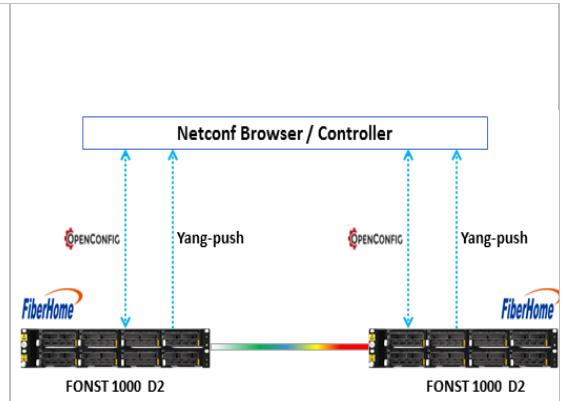 Netconf Browser / Controller
OPENCONFIG
Yang-push
OPENCONFIG
Yang-push
FiberHome
FiberHome
FONST 1000 D2
FONST 1000 D2